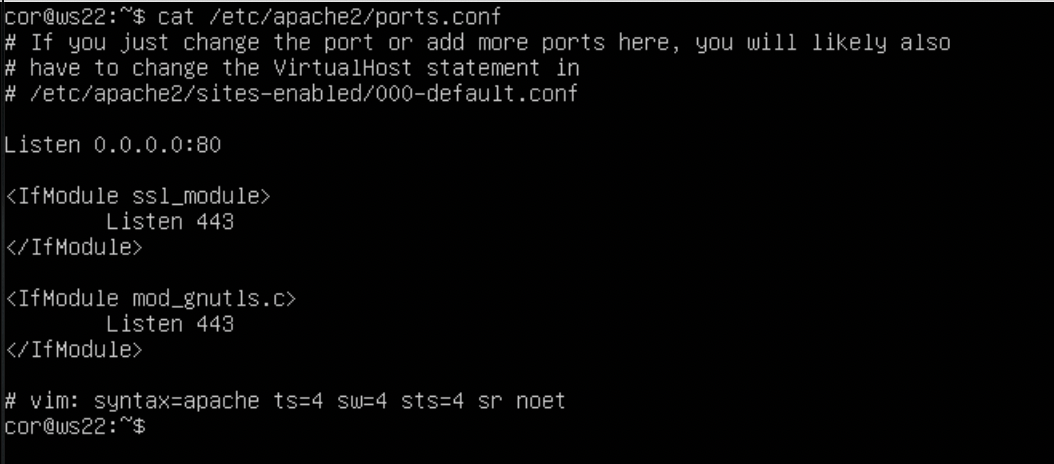 cor@ws22:~$ cat /etc/apache2/ports.conf
# If you just change the port or add more ports here, you will likely also
# have to change the VirtualHost statement in
# /etc/apache2/sites-enabled/000-default.conf
Listen 0.0.0.0:80
<IfModule ssl_module>
Listen 443
</IfModule>
<IfModule mod_gnutls.c>
Listen 443
</IfModule>
# vim: syntax=apache ts=4 sw=4 sts=4 sr noet
cor@ws22:~$